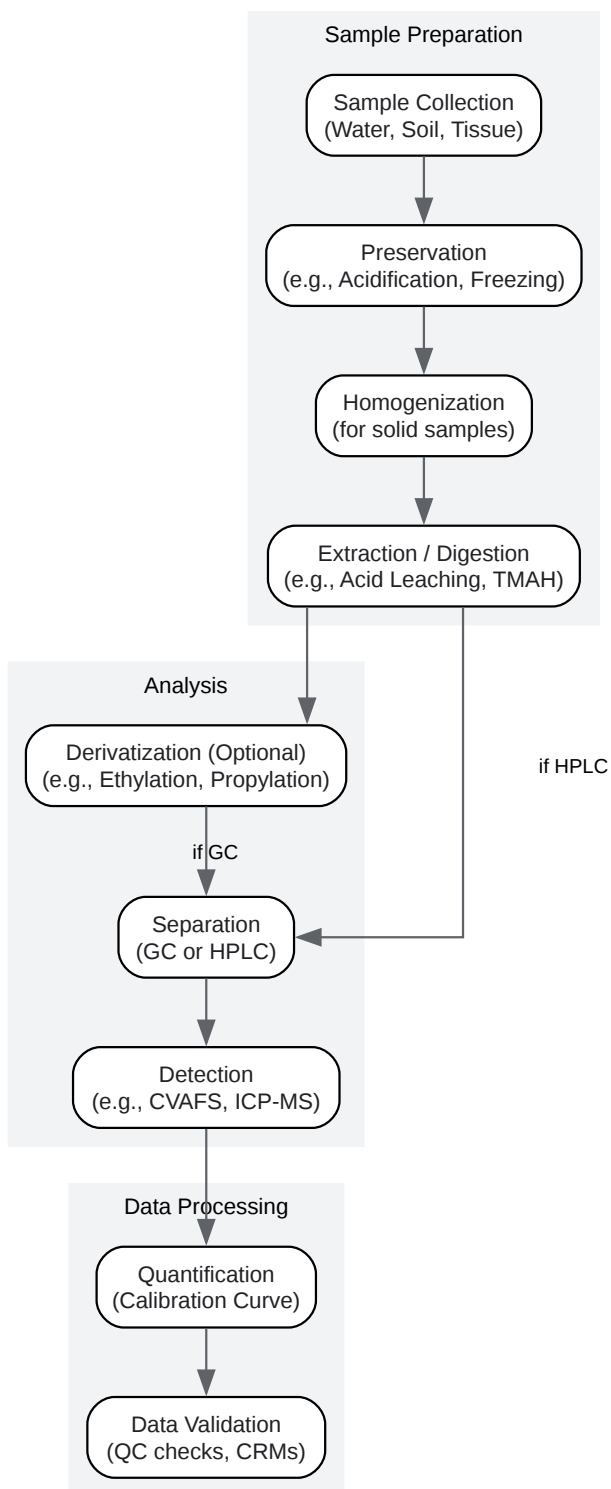 Sample Preparation
Sample Collection
(Water, Soil, Tissue)
Preservation
(e.g., Acidification, Freezing)
Homogenization
(for solid samples)
Extraction / Digestion
(e.g., Acid Leaching, TMAH)
Analysis
Derivatization (Optional)
(e.g., Ethylation, Propylation)
if HPLC
if GC
Separation
(GC or HPLC)
Detection
(e.g., CVAFS, ICP-MS)
Data Processing
Quantification
(Calibration Curve)
Data Validation
(QC checks, CRMs)